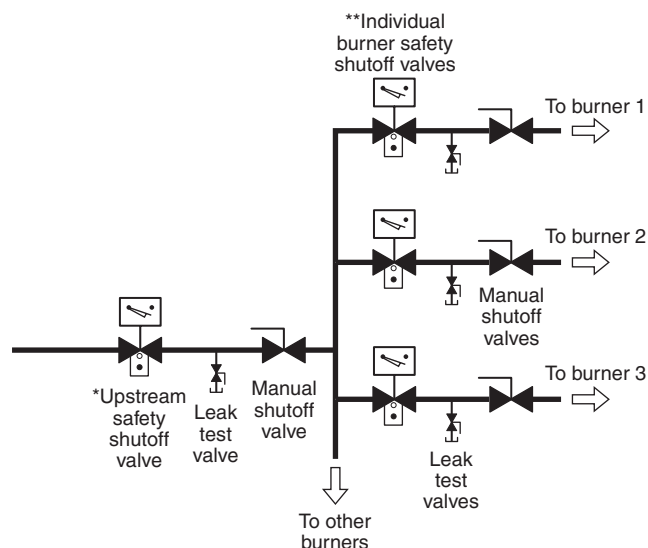 **Individual
burner safety
shutoff valves
To burner 1
To burner 2
Manual
shutoff
valves
*Upstream
safety
shutoff
valve
Leak
test
valve
Manual
shutoff
valve
To burner 3
Leak
test
valves
To other
burners